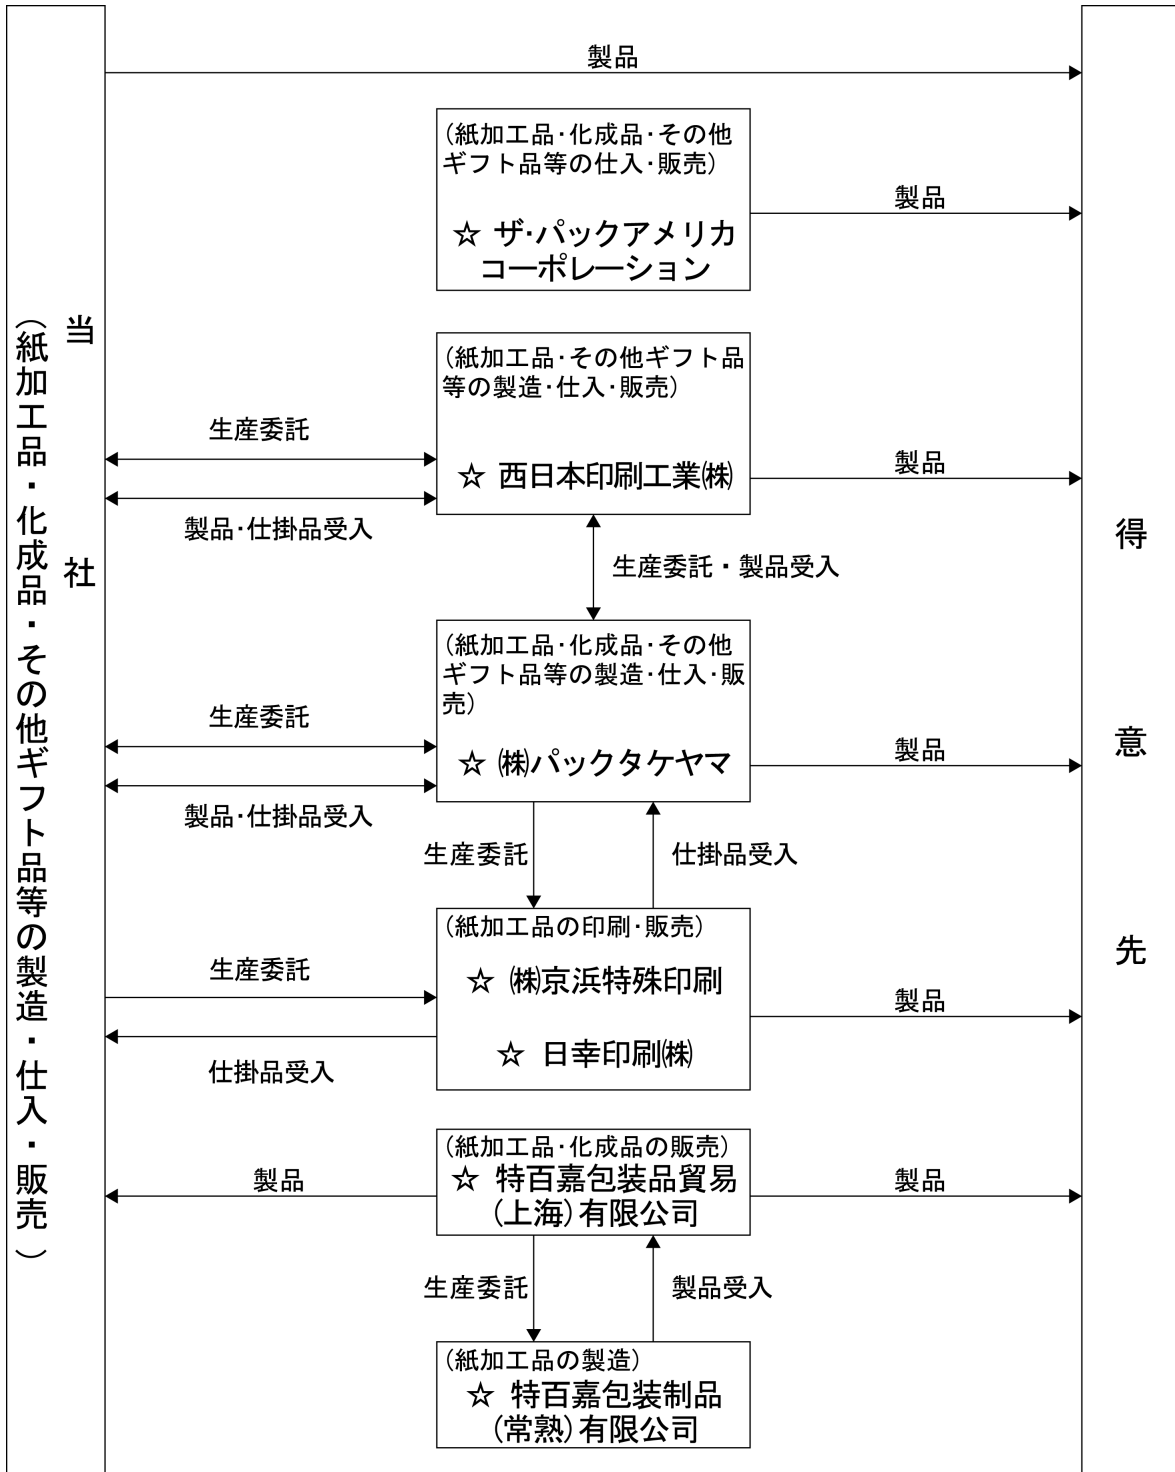 当社
（紙加工品・化成品・その他ギフト品等の製造・仕入・販売）
製品
（紙加工品・化成品・その他
ギフト品等の仕入・販売）
☆ ザ・パックアメリカ
コーポレーション
製品
（紙加工品・その他ギフト品
等の製造・仕入・販売）
☆ 西日本印刷工業㈱
生産委託
製品・仕掛品受入
製品
生産委託・製品受入
（紙加工品・化成品・その他
ギフト品等の製造・仕入・販
売）
☆ ㈱パックタケヤマ
生産委託
製品・仕掛品受入
製品
生産委託
仕掛品受入
（紙加工品の印刷・販売）
☆ ㈱京浜特殊印刷
☆ 日幸印刷㈱
生産委託
仕掛品受入
製品
（紙加工品・化成品の販売）
☆ 特百嘉包装品貿易
（上海）有限公司
製品
製品
生産委託
製品受入
（紙加工品の製造）
☆ 特百嘉包装制品
（常熟）有限公司
得意先